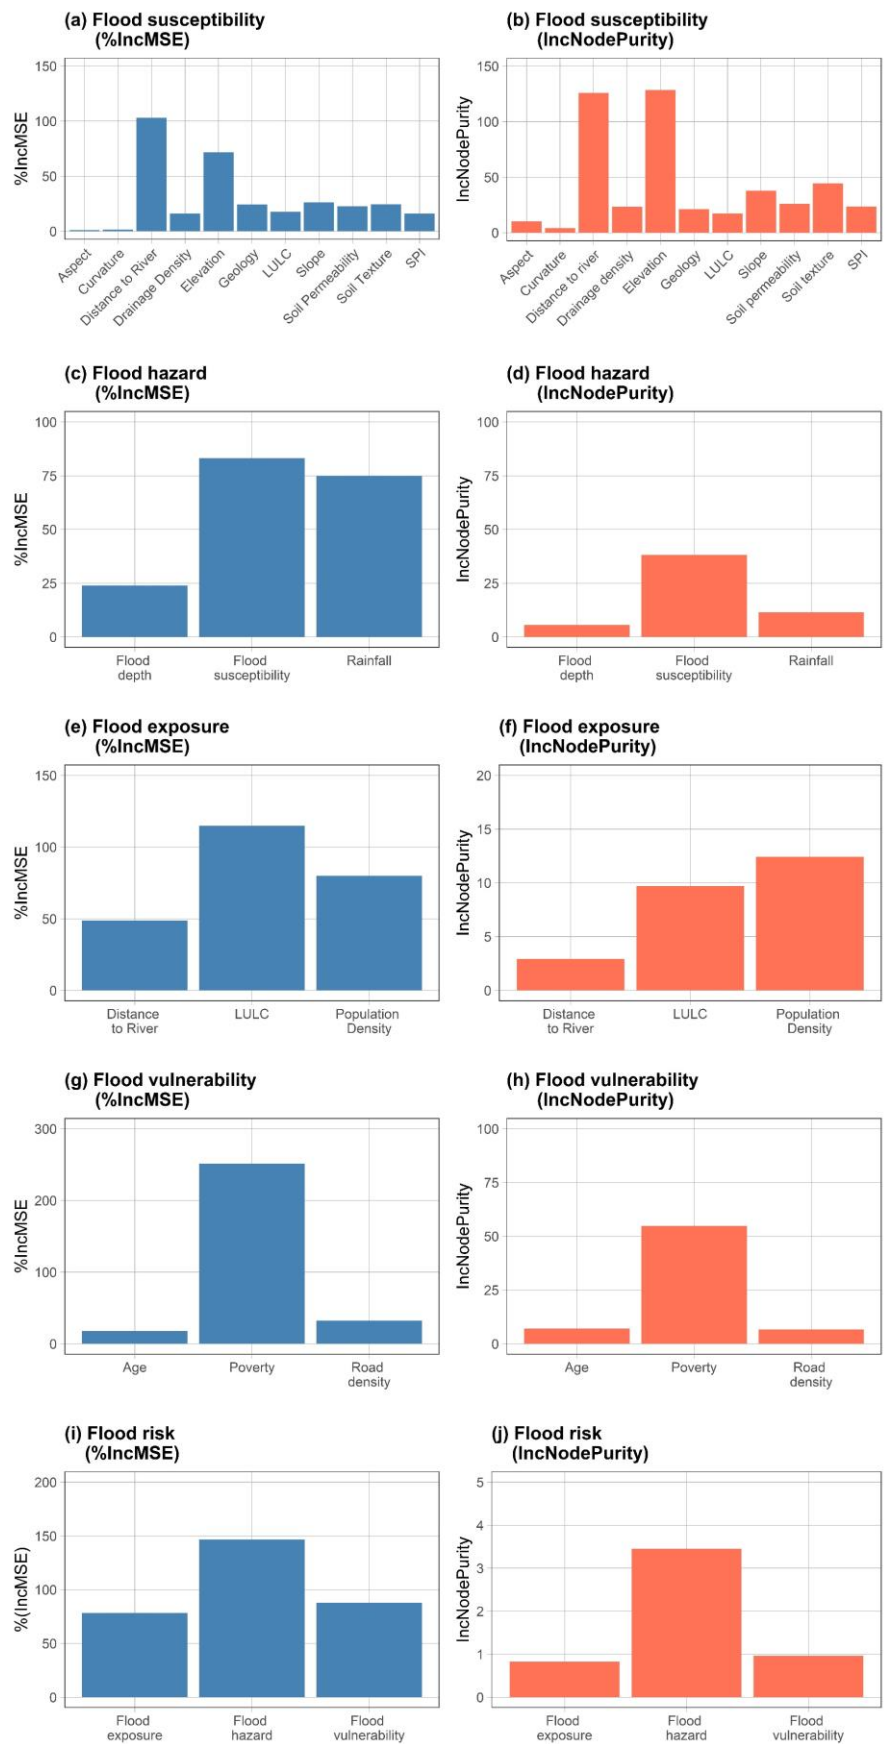 (a) Flood susceptibility
(%IncMSE)
%IncMSE
150
100
50
0
Aspect
Curvature
Distance to River
Drainage Density
Elevation
Geology
LULC
Slope
Soil Permeability
Soil Texture
SPI
(b) Flood susceptibility
(IncNodePurity)
IncNodePurity
150
100
50
0
Aspect
Curvature
Distance to river
Drainage density
Elevation
Geology
LULC
Slope
Soil permeability
Soil texture
SPI
(c) Flood hazard
(%IncMSE)
%IncMSE
100
75
50
25
0
Flood
depth
Flood
susceptibility
Rainfall
(d) Flood hazard
(IncNodePurity)
IncNodePurity
100
75
50
25
0
Flood
depth
Flood
susceptibility
Rainfall
(e) Flood exposure
(%IncMSE)
%IncMSE
150
100
50
0
Distance
to River
LULC
Population
Density
(f) Flood exposure
(IncNodePurity)
IncNodePurity
20
15
10
5
0
Distance
to River
LULC
Population
Density
(g) Flood vulnerability
(%IncMSE)
%IncMSE
300
200
100
0
Age
Poverty
Road
density
(h) Flood vulnerability
(IncNodePurity)
IncNodePurity
100
75
50
25
0
Age
Poverty
Road
density
(i) Flood risk
(%IncMSE)
%(IncMSE)
200
150
100
50
0
Flood
exposure
Flood
hazard
Flood
vulnerability
(j) Flood risk
(IncNodePurity)
IncNodePurity
5
4
3
2
1
0
Flood
exposure
Flood
hazard
Flood
vulnerability